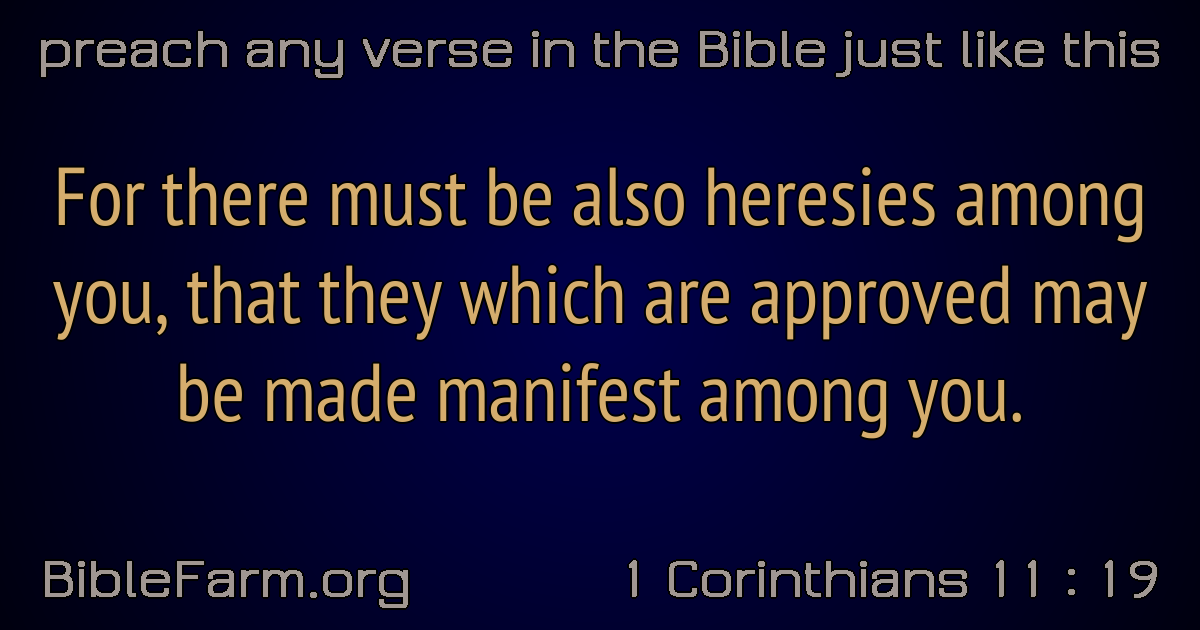 preach any verse in the Bible just like this
For there must be also heresies among
you, that they which are approved may
be made manifest among you.
BibleFarm.org
1 Corinthians 11 : 19